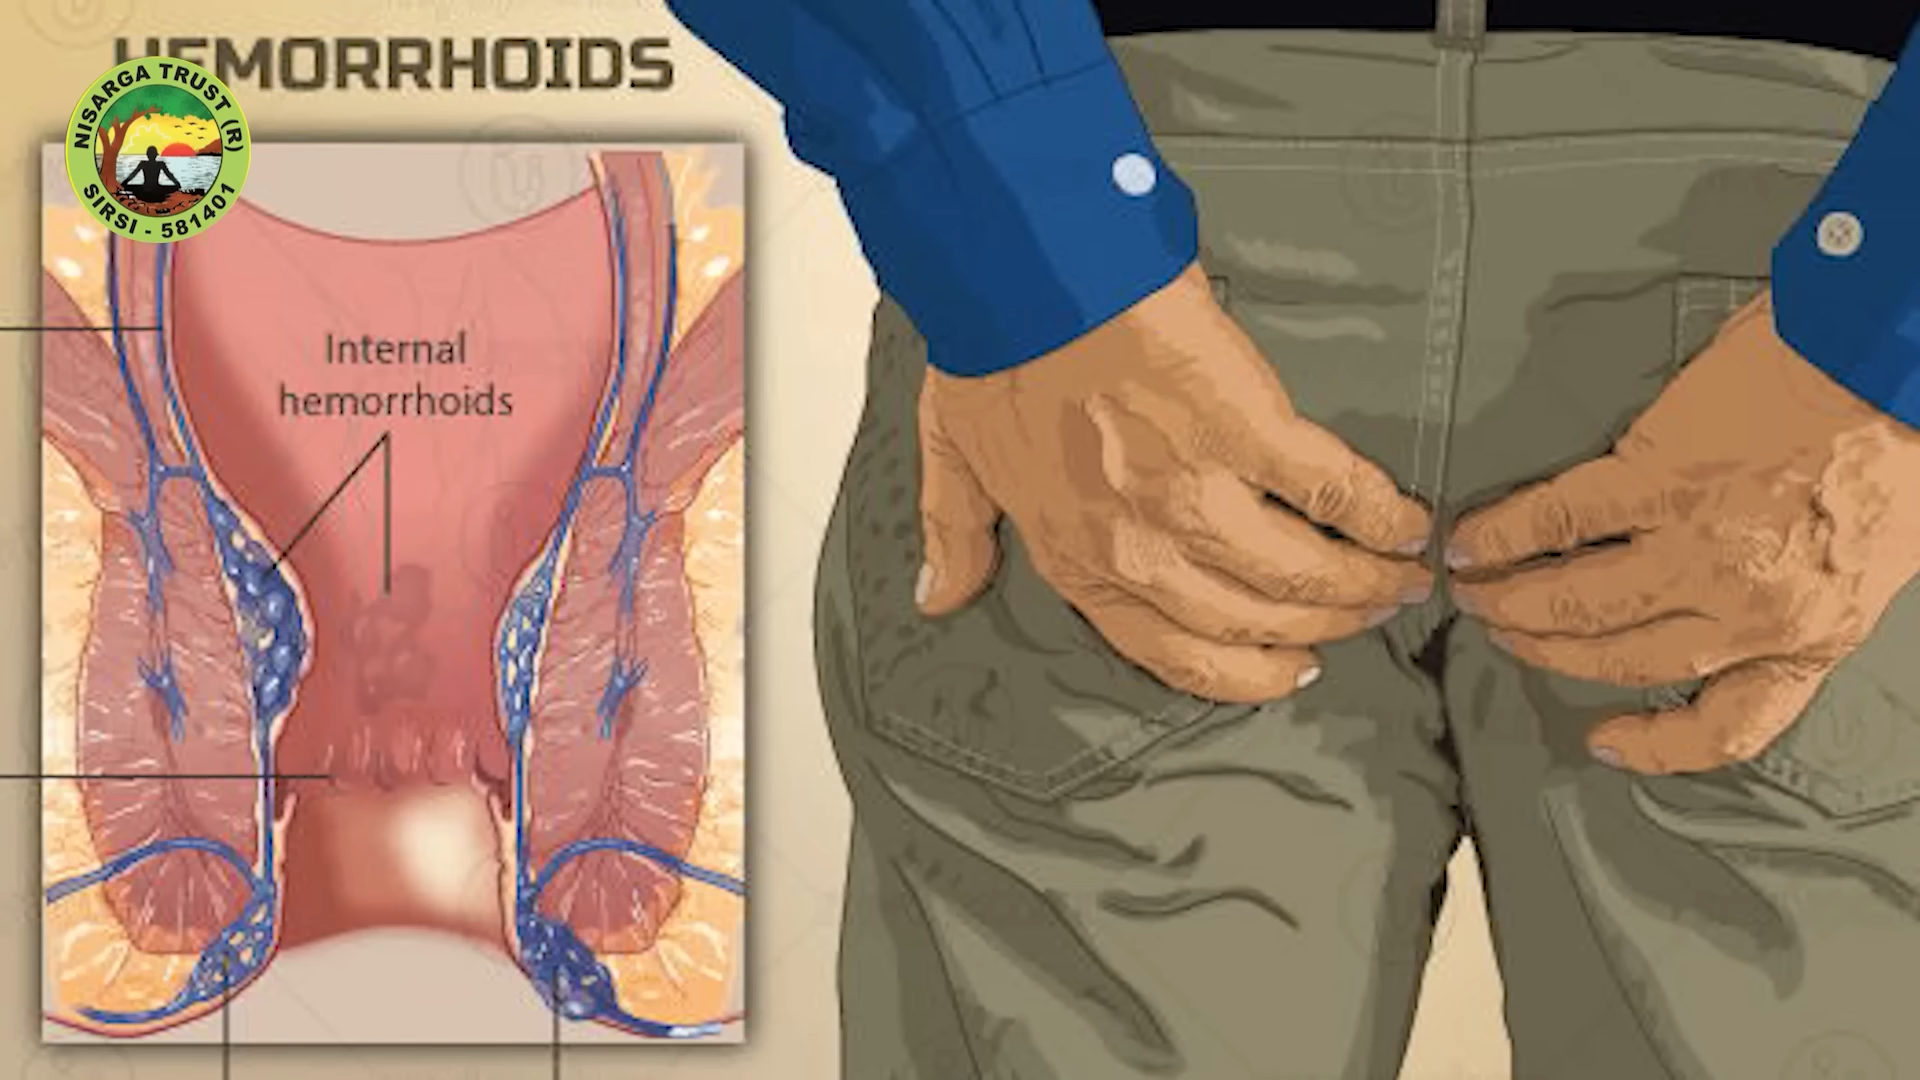 HEMORRHOIDS
NISARGA TRUST (R)
SIRSI - 581401
Internal
hemorrhoids